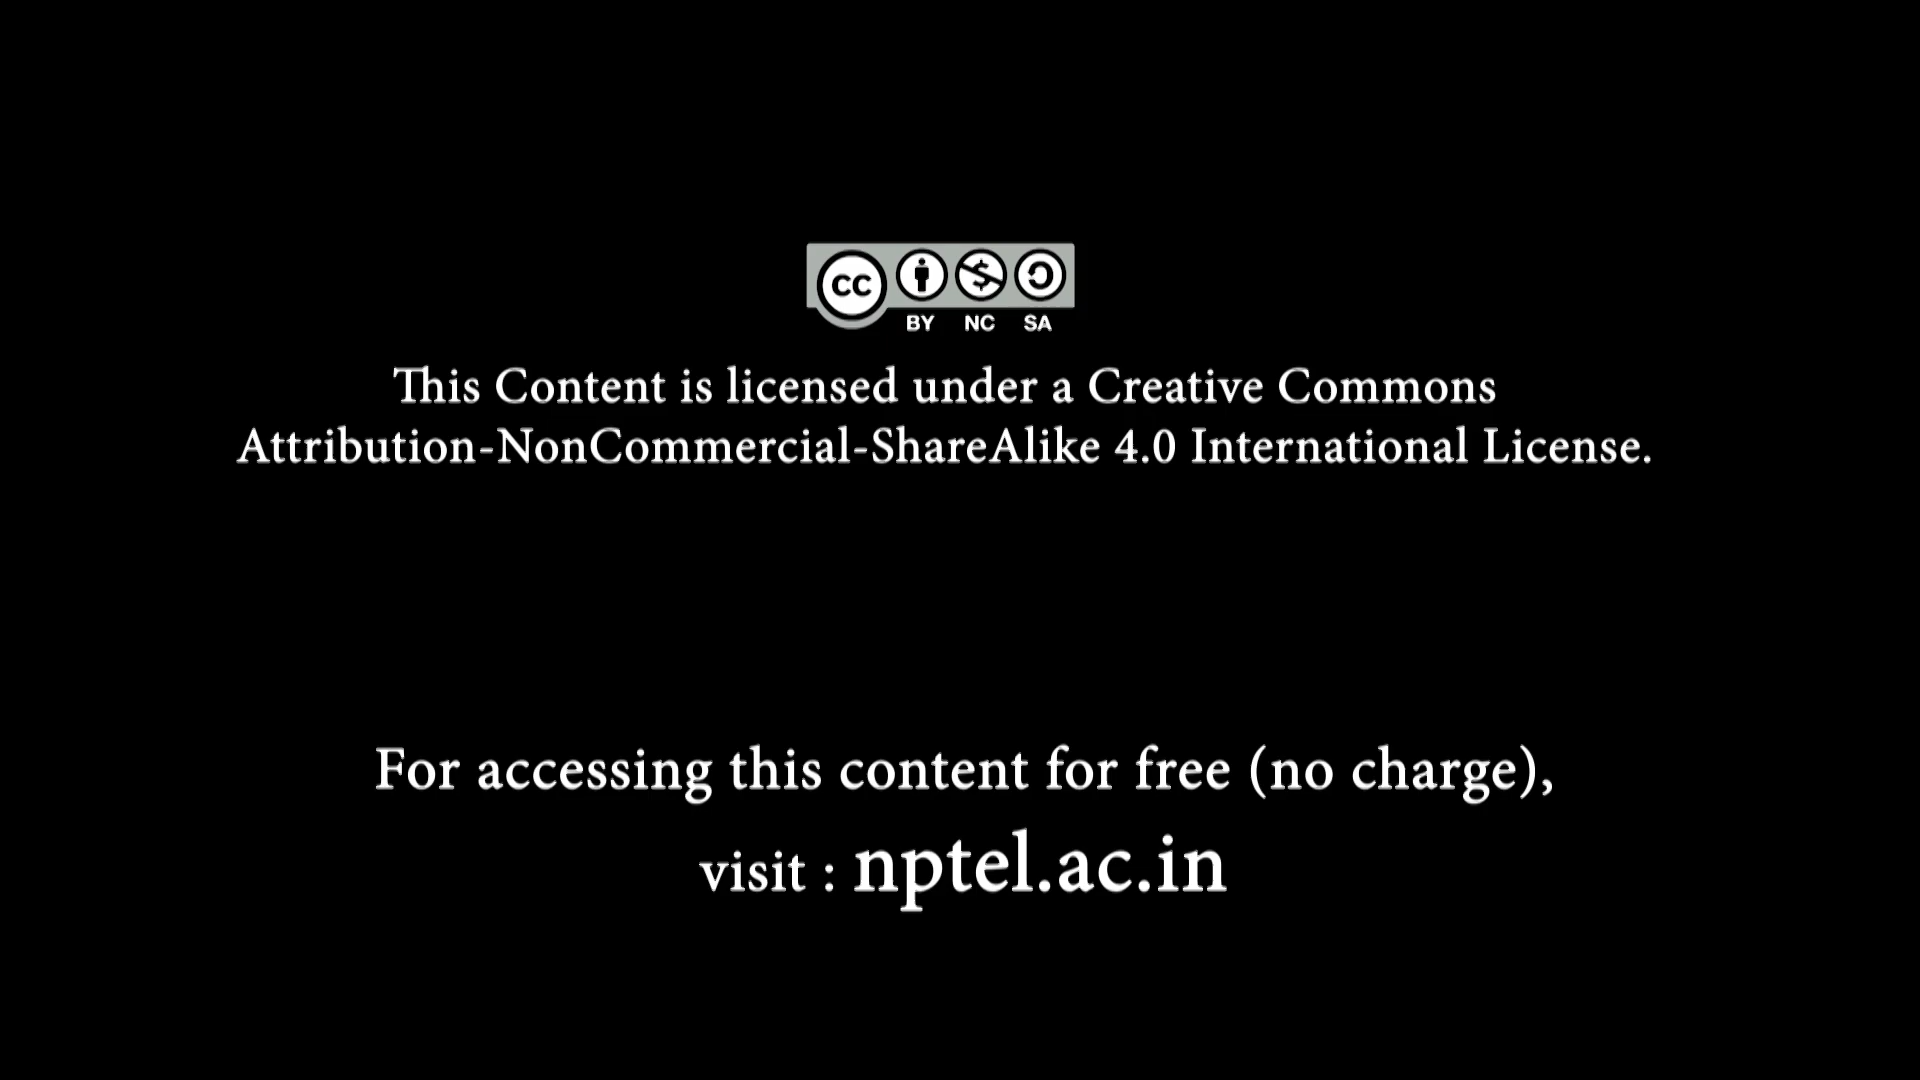 cc
BY NC SA
This Content is licensed under a Creative Commons
Attribution-NonCommercial-ShareAlike 4.0 International License.
For accessing this content for free (no charge),
visit : nptel.ac.in